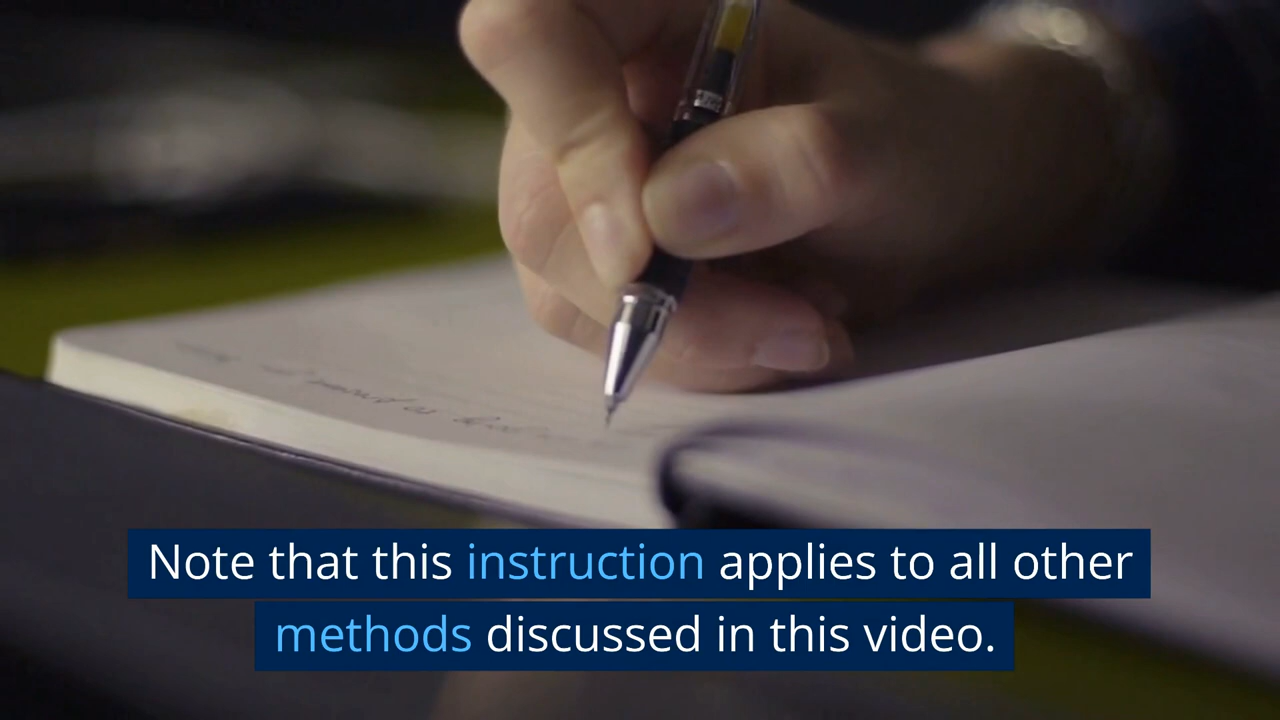 Note that this instruction applies to all other
methods discussed in this video.